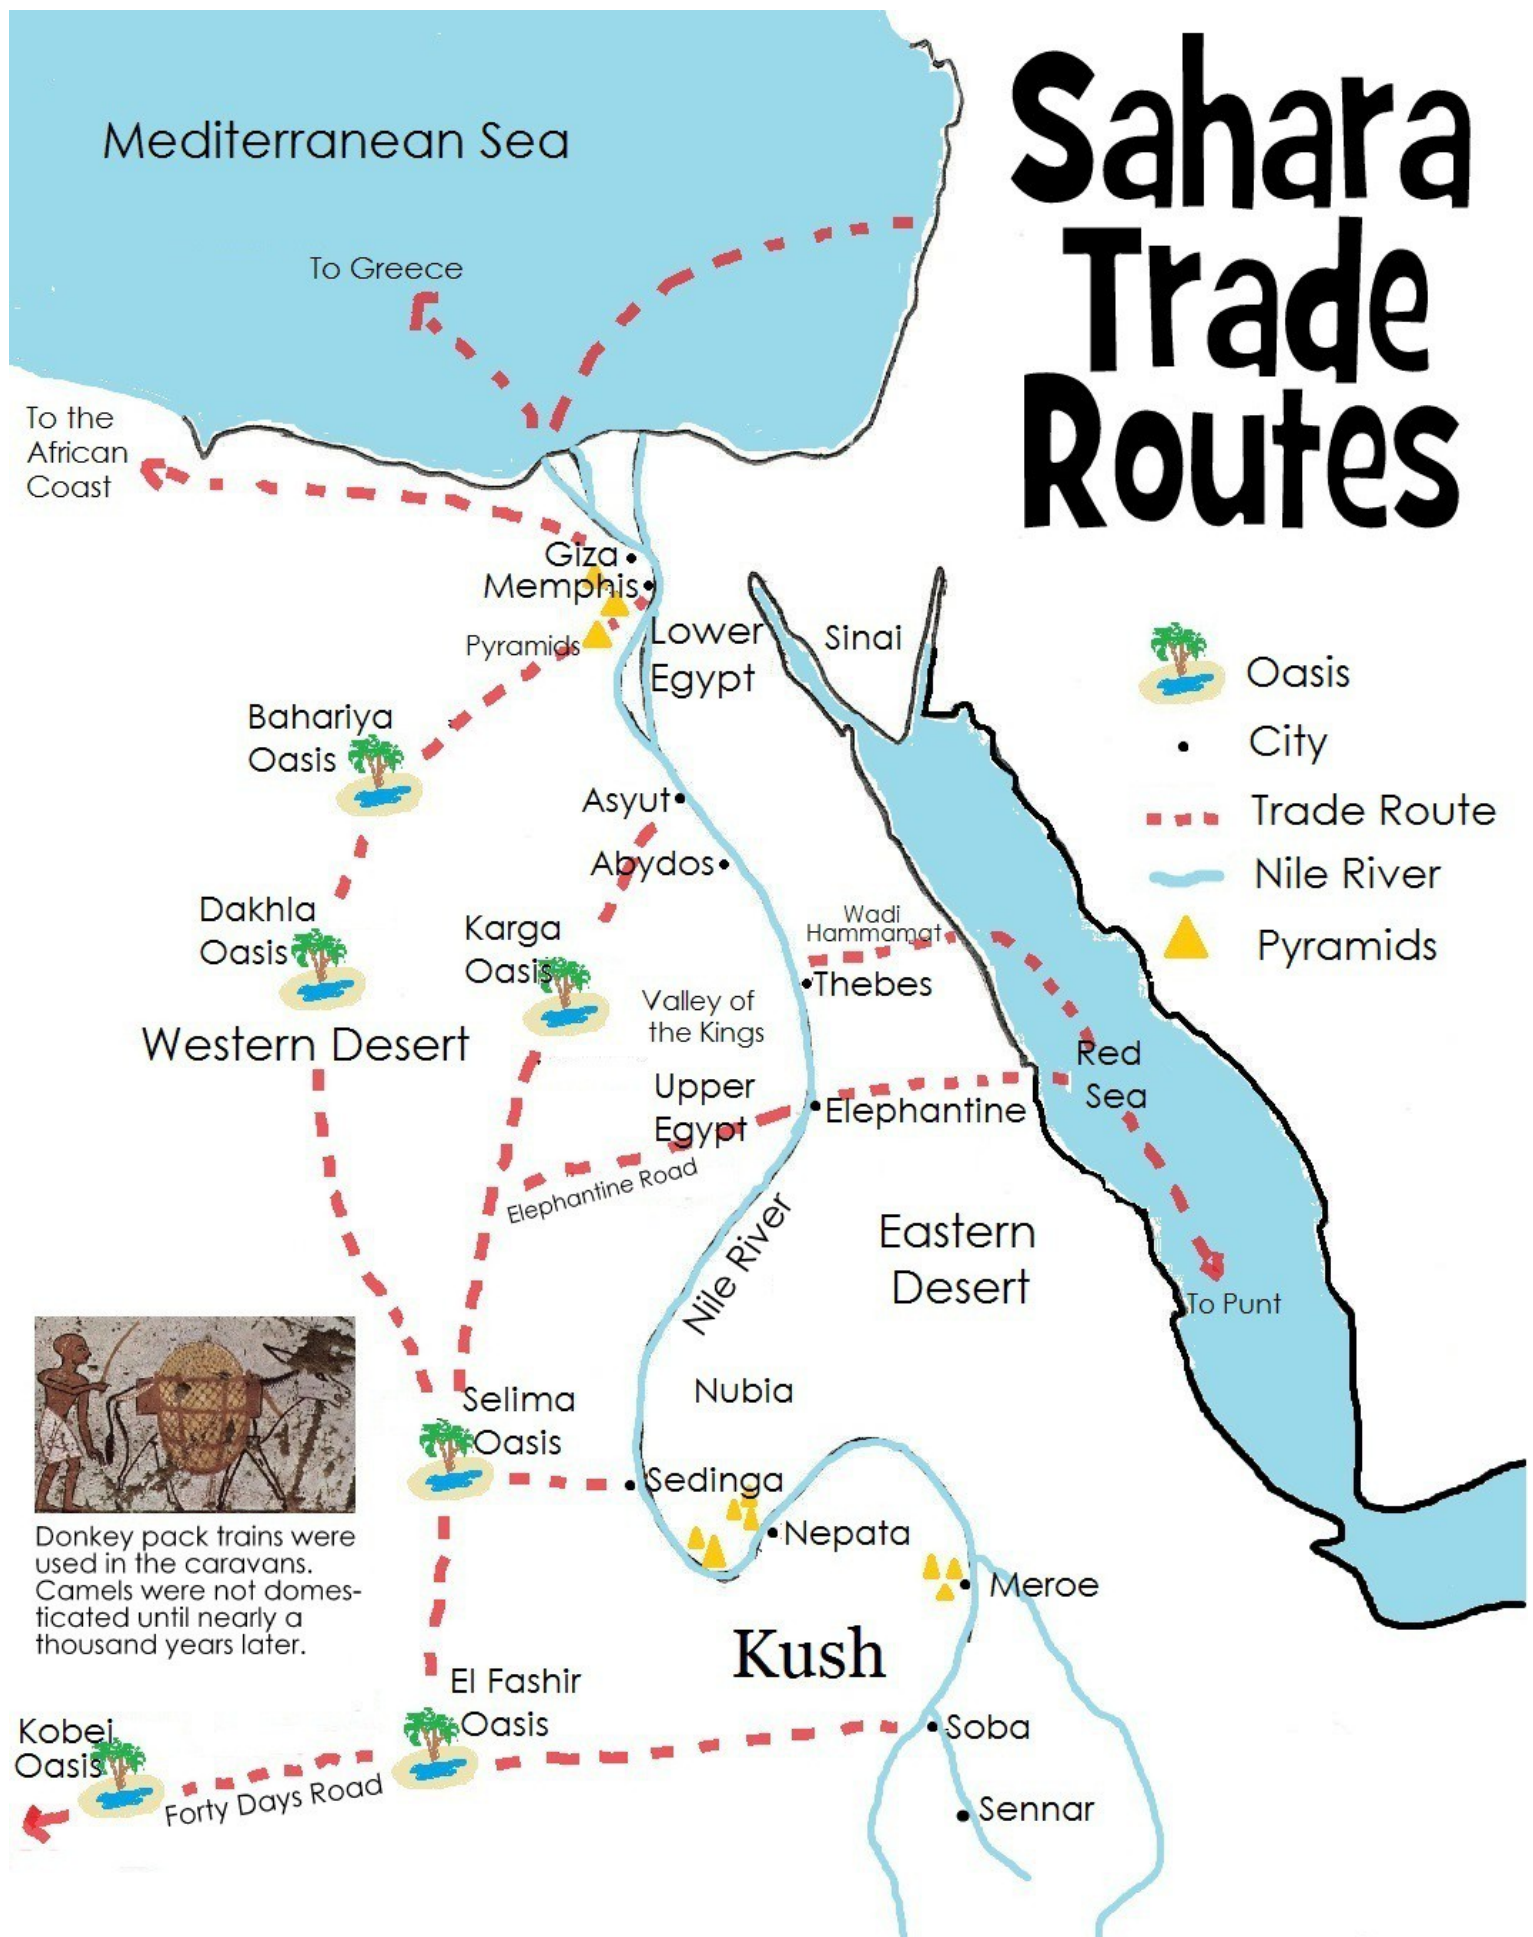 Sahara
Trade
Routes
Mediterranean Sea
To Greece
To the
African
Coast
Giza
Memphis
Pyramids
Lower
Egypt
Sinai
Oasis
City
Trade Route
Nile River
Pyramids
Bahariya
Oasis
Asyut
Abydos
Dakhla
Oasis
Karga
Oasis
Wadi
Hammamat
Thebes
Valley of
the Kings
Western Desert
Red
Sea
Upper
Egypt
Elephantine
Elephantine Road
Nile River
Eastern
Desert
To Punt
Nubia
Selima
Oasis
Sedinga
Nepata
Meroe
Donkey pack trains were
used in the caravans.
Camels were not domes-
ticated until nearly a
thousand years later.
Kush
El Fashir
Oasis
Kobei
Oasis
Forty Days Road
Soba
Sennar